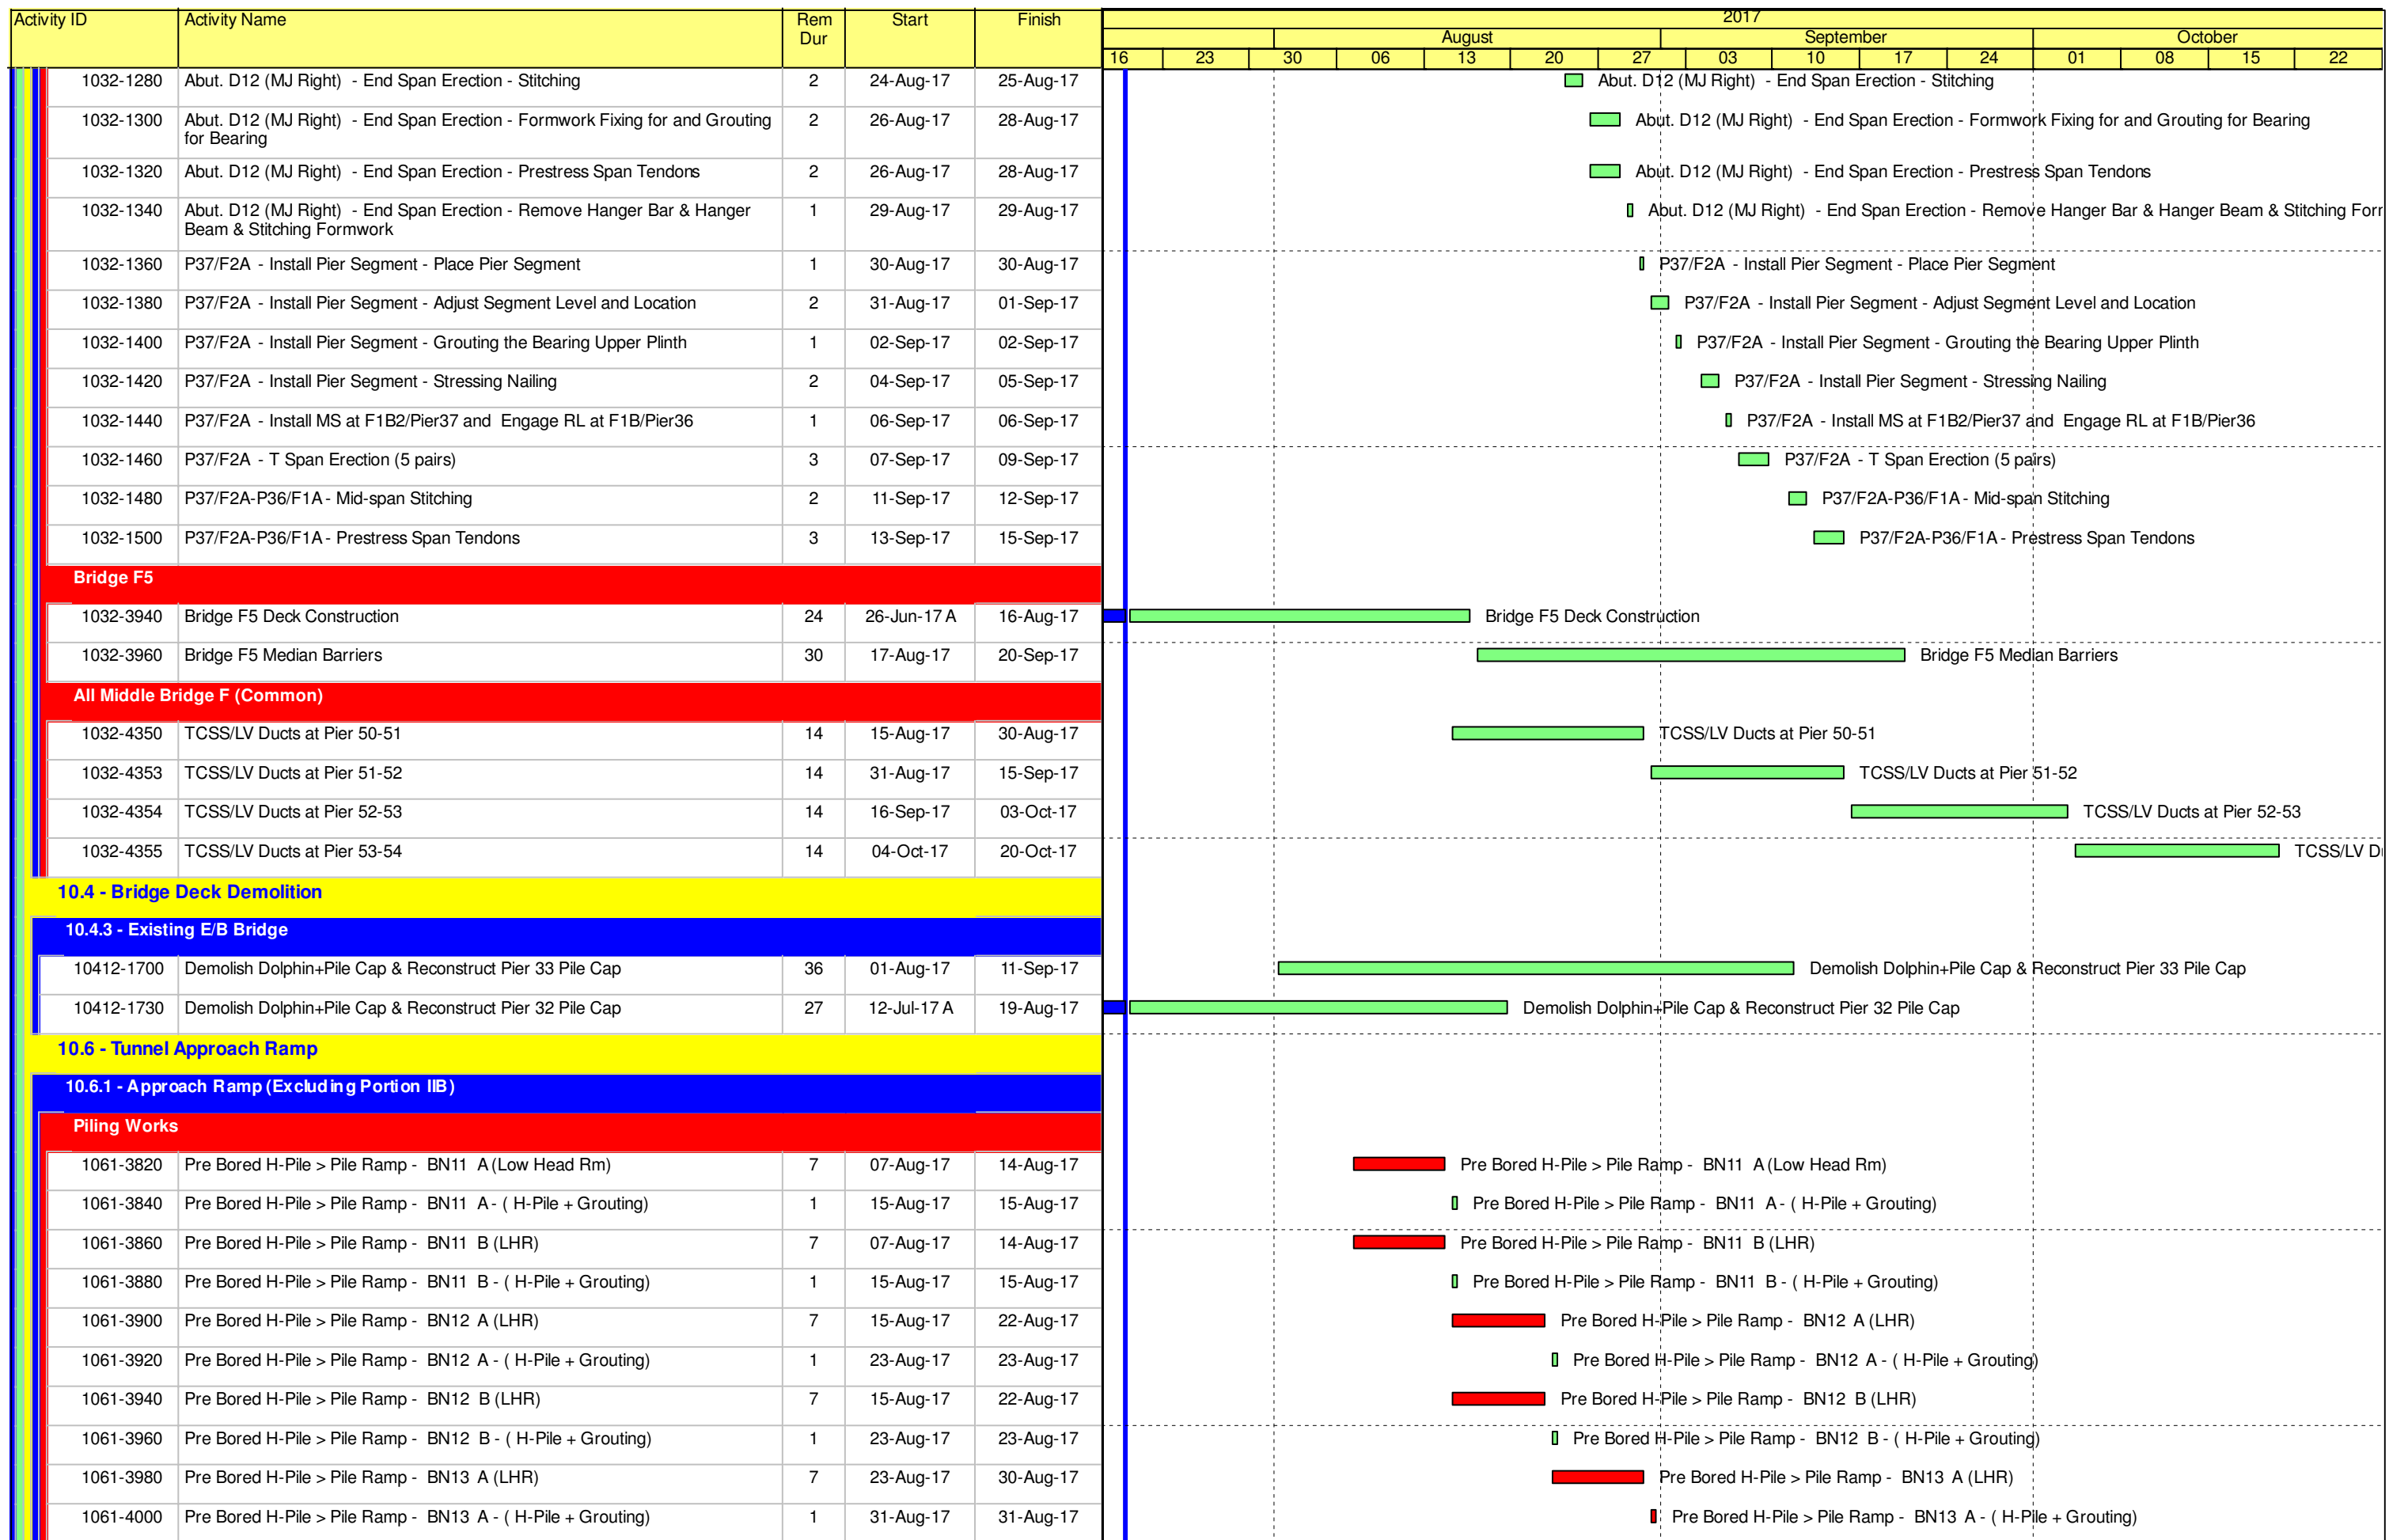 Activity ID Activity Name Rem Dur Start Finish 2017
August September October
16 23 30 06 13 20 27 03 10 17 24 01 08 15 22
1032-1280 Abut. D12 (MJ Right) - End Span Erection - Stitching 2 24-Aug-17 25-Aug-17 Abut. D12 (MJ Right) - End Span Erection - Stitching
1032-1300 Abut. D12 (MJ Right) - End Span Erection - Formwork Fixing for and Grouting 2 26-Aug-17 28-Aug-17 Abut. D12 (MJ Right) - End Span Erection - Formwork Fixing for and Grouting for Bearing
for Bearing
1032-1320 Abut. D12 (MJ Right) - End Span Erection - Prestress Span Tendons 2 26-Aug-17 28-Aug-17 Abut. D12 (MJ Right) - End Span Erection - Prestress Span Tendons
1032-1340 Abut. D12 (MJ Right) - End Span Erection - Remove Hanger Bar & Hanger 1 29-Aug-17 29-Aug-17 Abut. D12 (MJ Right) - End Span Erection - Remove Hanger Bar & Hanger Beam & Stitching For
Beam & Stitching Formwork
1032-1360 P37/F2A - Install Pier Segment - Place Pier Segment 1 30-Aug-17 30-Aug-17 P37/F2A - Install Pier Segment - Place Pier Segment
1032-1380 P37/F2A - Install Pier Segment - Adjust Segment Level and Location 2 31-Aug-17 01-Sep-17 P37/F2A - Install Pier Segment - Adjust Segment Level and Location
1032-1400 P37/F2A - Install Pier Segment - Grouting the Bearing Upper Plinth 1 02-Sep-17 02-Sep-17 P37/F2A - Install Pier Segment - Grouting the Bearing Upper Plinth
1032-1420 P37/F2A - Install Pier Segment - Stressing Nailing 2 04-Sep-17 05-Sep-17 P37/F2A - Install Pier Segment - Stressing Nailing
1032-1440 P37/F2A - Install MS at F1B2/Pier37 and Engage RL at F1B/Pier36 1 06-Sep-17 06-Sep-17 P37/F2A - Install MS at F1B2/Pier37 and Engage RL at F1B/Pier36
1032-1460 P37/F2A - T Span Erection (5 pairs) 3 07-Sep-17 09-Sep-17 P37/F2A - T Span Erection (5 pairs)
1032-1480 P37/F2A-P36/F1A - Mid-span Stitching 2 11-Sep-17 12-Sep-17 P37/F2A-P36/F1A - Mid-span Stitching
1032-1500 P37/F2A-P36/F1A - Prestress Span Tendons 3 13-Sep-17 15-Sep-17 P37/F2A-P36/F1A - Prestress Span Tendons
Bridge F5
1032-3940 Bridge F5 Deck Construction 24 26-Jun-17 A 16-Aug-17 Bridge F5 Deck Construction
1032-3960 Bridge F5 Median Barriers 30 17-Aug-17 20-Sep-17 Bridge F5 Median Barriers
All Middle Bridge F (Common)
1032-4350 TCSS/LV Ducts at Pier 50-51 14 15-Aug-17 30-Aug-17 TCSS/LV Ducts at Pier 50-51
1032-4353 TCSS/LV Ducts at Pier 51-52 14 31-Aug-17 15-Sep-17 TCSS/LV Ducts at Pier 51-52
1032-4354 TCSS/LV Ducts at Pier 52-53 14 16-Sep-17 03-Oct-17 TCSS/LV Ducts at Pier 52-53
1032-4355 TCSS/LV Ducts at Pier 53-54 14 04-Oct-17 20-Oct-17 TCSS/LV D
10.4 - Bridge Deck Demolition
10.4.3 - Existing E/B Bridge
10412-1700 Demolish Dolphin+Pile Cap & Reconstruct Pier 33 Pile Cap 36 01-Aug-17 11-Sep-17 Demolish Dolphin+Pile Cap & Reconstruct Pier 33 Pile Cap
10412-1730 Demolish Dolphin+Pile Cap & Reconstruct Pier 32 Pile Cap 27 12-Jul-17 A 19-Aug-17 Demolish Dolphin+Pile Cap & Reconstruct Pier 32 Pile Cap
10.6 - Tunnel Approach Ramp
10.6.1 - Approach Ramp (Excluding Portion IIB)
Piling Works
1061-3820 Pre Bored H-Pile > Pile Ramp - BN11 A (Low Head Rm) 7 07-Aug-17 14-Aug-17 Pre Bored H-Pile > Pile Ramp - BN11 A (Low Head Rm)
1061-3840 Pre Bored H-Pile > Pile Ramp - BN11 A - ( H-Pile + Grouting) 1 15-Aug-17 15-Aug-17 Pre Bored H-Pile > Pile Ramp - BN11 A - ( H-Pile + Grouting)
1061-3860 Pre Bored H-Pile > Pile Ramp - BN11 B (LHR) 7 07-Aug-17 14-Aug-17 Pre Bored H-Pile > Pile Ramp - BN11 B (LHR)
1061-3880 Pre Bored H-Pile > Pile Ramp - BN11 B - ( H-Pile + Grouting) 1 15-Aug-17 15-Aug-17 Pre Bored H-Pile > Pile Ramp - BN11 B - ( H-Pile + Grouting)
1061-3900 Pre Bored H-Pile > Pile Ramp - BN12 A (LHR) 7 15-Aug-17 22-Aug-17 Pre Bored H-Pile > Pile Ramp - BN12 A (LHR)
1061-3920 Pre Bored H-Pile > Pile Ramp - BN12 A - ( H-Pile + Grouting) 1 23-Aug-17 23-Aug-17 Pre Bored H-Pile > Pile Ramp - BN12 A - ( H-Pile + Grouting)
1061-3940 Pre Bored H-Pile > Pile Ramp - BN12 B (LHR) 7 15-Aug-17 22-Aug-17 Pre Bored H-Pile > Pile Ramp - BN12 B (LHR)
1061-3960 Pre Bored H-Pile > Pile Ramp - BN12 B - ( H-Pile + Grouting) 1 23-Aug-17 23-Aug-17 Pre Bored H-Pile > Pile Ramp - BN12 B - ( H-Pile + Grouting)
1061-3980 Pre Bored H-Pile > Pile Ramp - BN13 A (LHR) 7 23-Aug-17 30-Aug-17 Pre Bored H-Pile > Pile Ramp - BN13 A (LHR)
1061-4000 Pre Bored H-Pile > Pile Ramp - BN13 A - ( H-Pile + Grouting) 1 31-Aug-17 31-Aug-17 Pre Bored H-Pile > Pile Ramp - BN13 A - ( H-Pile + Grouting)